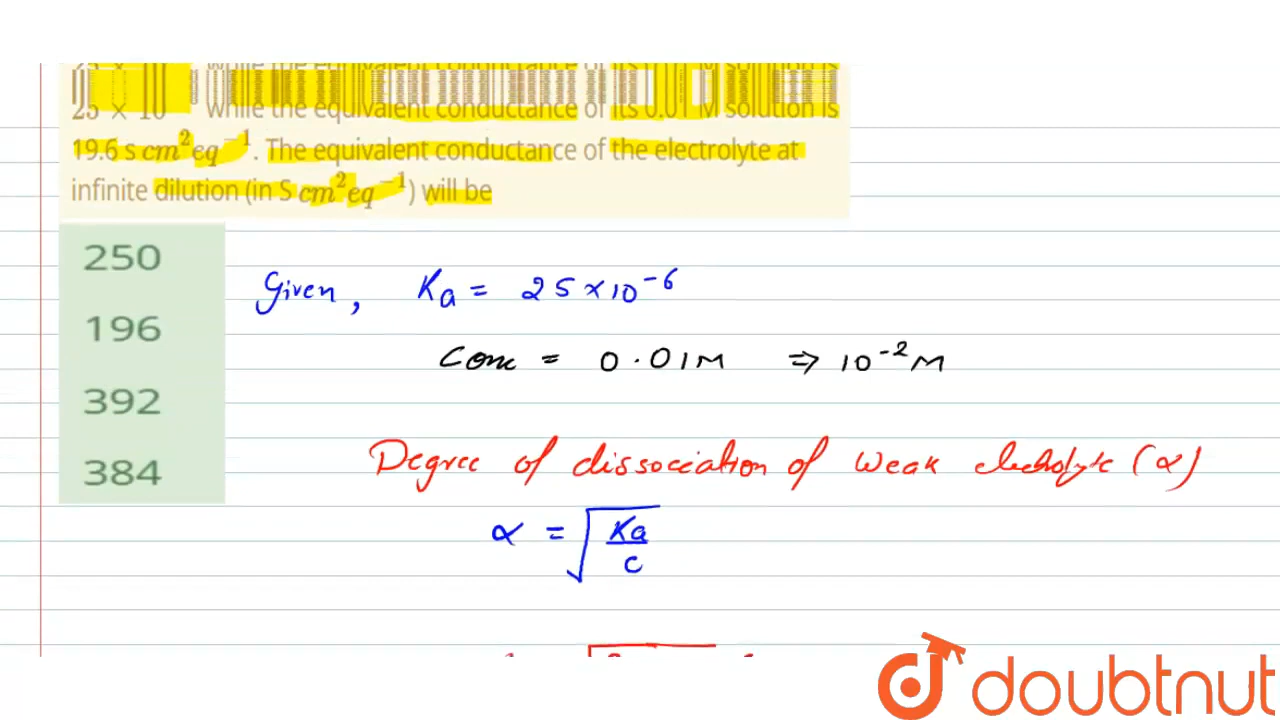 25 × 10 while the equivalent conductance of its 0.0 M solution is
19.6 s cm²eq⁻¹. The equivalent conductance of the electrolyte at
infinite dilution (in S cm²eq⁻¹) will be
250
196
392
384
Given, Ka = 25×10⁻⁶
Conc = 0.01M ⇒ 10⁻²M
Degree of dissociation of weak electrolyte (α)
α = √Ka/c
doubtnut